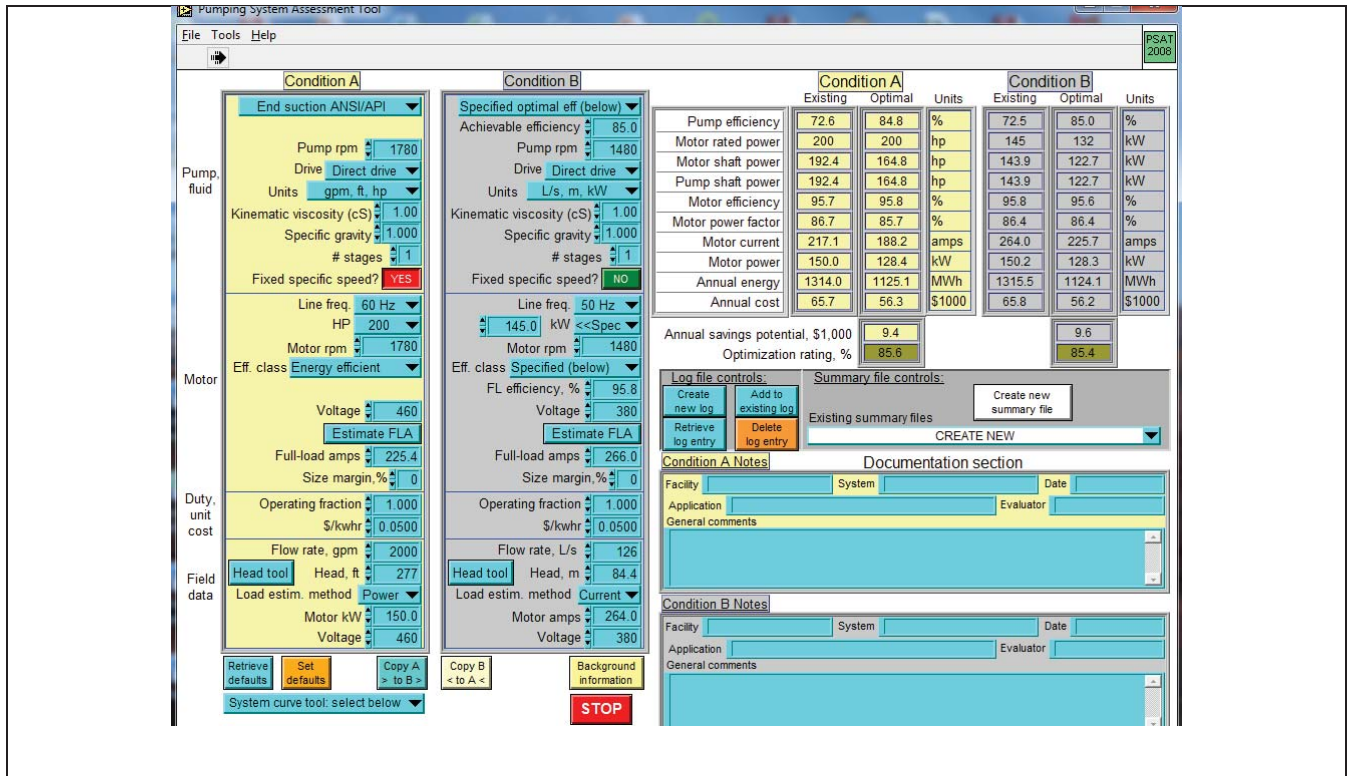 Pumping System Assessment Tool
File Tools Help
PSAT
2008
Condition A
End suction ANSI/API
Pump rpm 1780
Drive Direct drive
Units gpm, ft, hp
Kinematic viscosity (cS) 1.00
Specific gravity 1.000
# stages 1
Fixed specific speed? YES
Line freq. 60 Hz
HP 200
Motor rpm 1780
Eff. class Energy efficient
Voltage 460
Estimate FLA
Full-load amps 225.4
Size margin,% 0
Operating fraction 1.000
$/kwhr 0.0500
Flow rate, gpm 2000
Head tool Head, ft 277
Load estim. method Power
Motor kW 150.0
Voltage 460
Pump,
fluid
Motor
Duty,
unit
cost
Field
data
Condition B
Specified optimal eff (below)
Achievable efficiency 85.0
Pump rpm 1480
Drive Direct drive
Units L/s, m, kW
Kinematic viscosity (cS) 1.00
Specific gravity 1.000
# stages 1
Fixed specific speed? NO
Line freq. 50 Hz
145.0 kW <<Spec
Motor rpm 1480
Eff. class Specified (below)
FL efficiency, % 95.8
Voltage 380
Estimate FLA
Full-load amps 266.0
Size margin,% 0
Operating fraction 1.000
$/kwhr 0.0500
Flow rate, L/s 126
Head tool Head, m 84.4
Load estim. method Current
Motor amps 264.0
Voltage 380
Retrieve
defaults
Set
defaults
Copy A
> to B >
Copy B
< to A <
Background
information
System curve tool: select below
STOP
Condition A Condition B
Existing Optimal Units Existing Optimal Units
Pump efficiency 72.6 84.8 % 72.5 85.0 %
Motor rated power 200 200 hp 145 132 kW
Motor shaft power 192.4 164.8 hp 143.9 122.7 kW
Pump shaft power 192.4 164.8 hp 143.9 122.7 kW
Motor efficiency 95.7 95.8 % 95.8 95.6 %
Motor power factor 86.7 85.7 % 86.4 86.4 %
Motor current 217.1 188.2 amps 264.0 225.7 amps
Motor power 150.0 128.4 kW 150.2 128.3 kW
Annual energy 1314.0 1125.1 MWh 1315.5 1124.1 MWh
Annual cost 65.7 56.3 $1000 65.8 56.2 $1000
Annual savings potential, $1,000 9.4 9.6
Optimization rating, % 85.6 85.4
Log file controls:
Create
new log
Add to
existing log
Retrieve
log entry
Delete
log entry
Summary file controls:
Create new
summary file
Existing summary files
CREATE NEW
Condition A Notes Documentation section
Facility System Date
Application Evaluator
General comments
Condition B Notes
Facility System Date
Application Evaluator
General comments